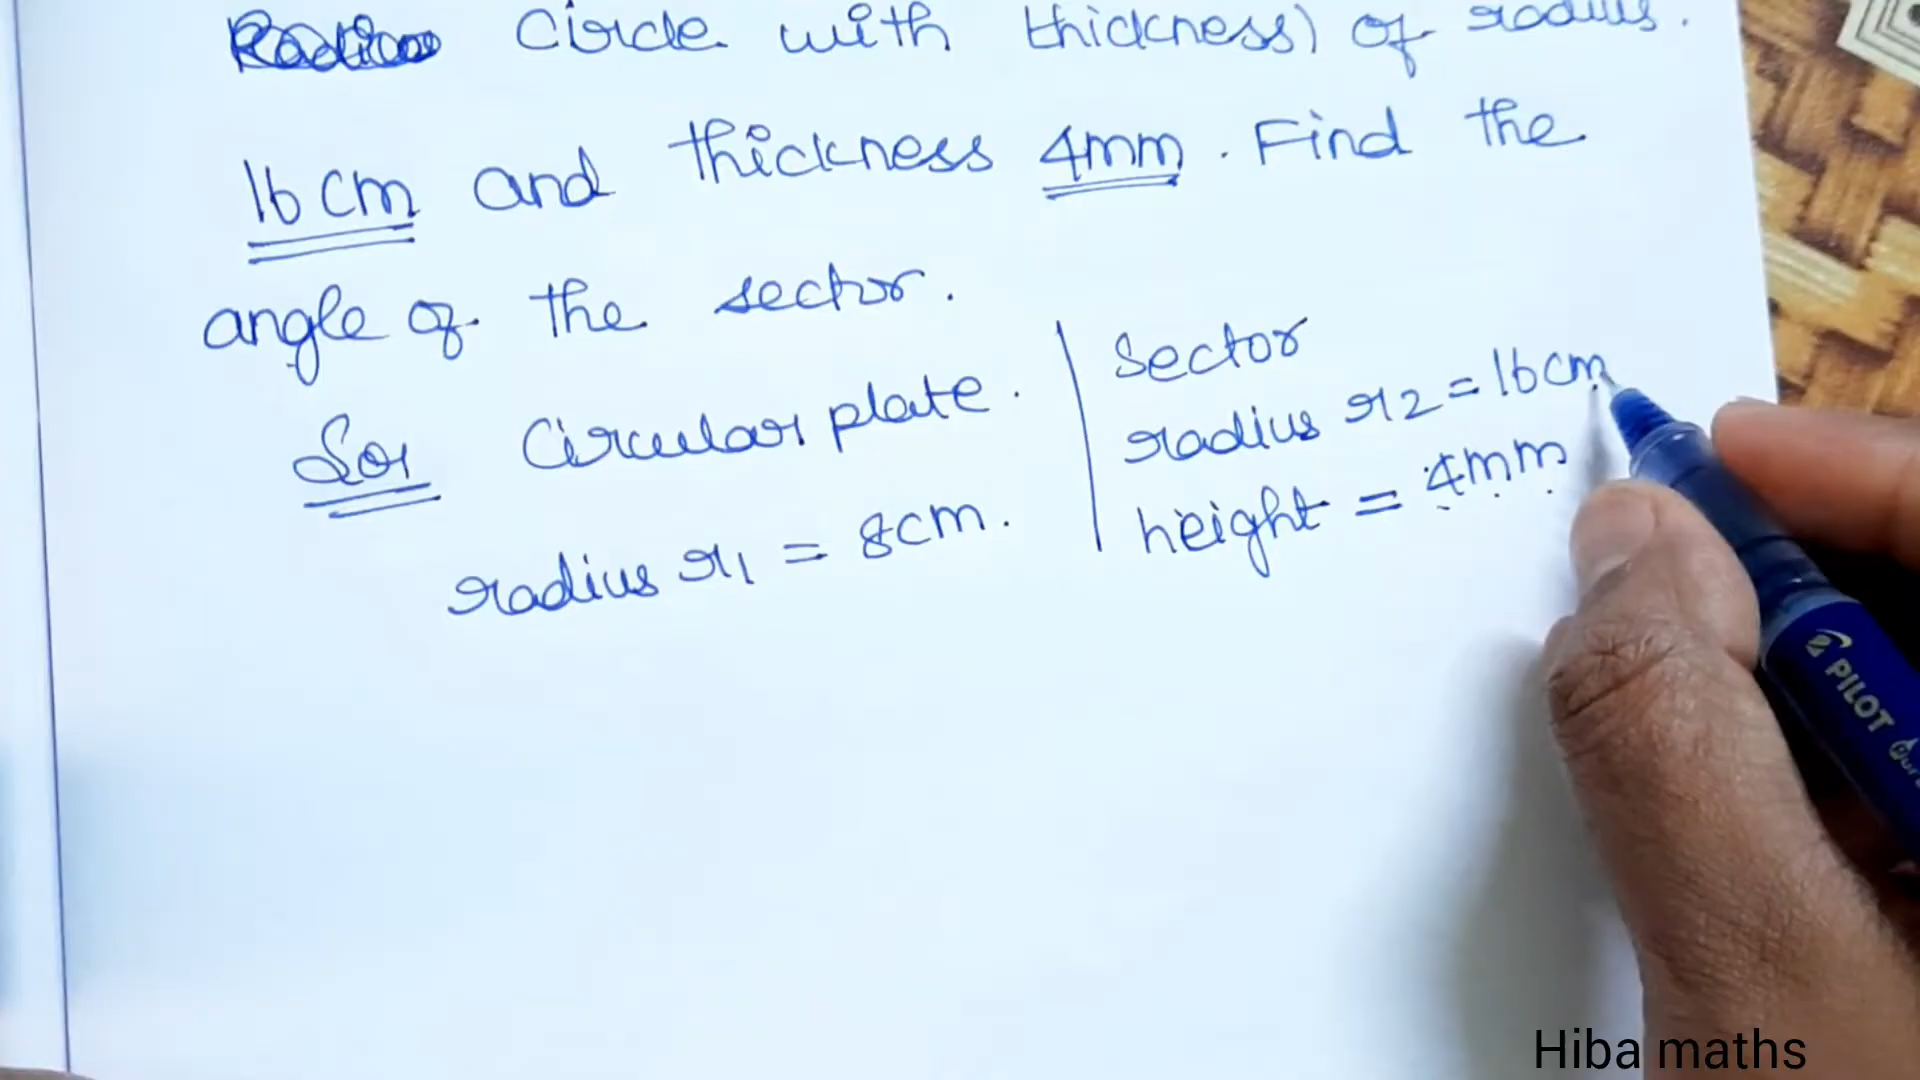 Circle with thickness) of radius.
16 cm and thickness 4mm. Find the
angle of the sector.
Sol Circular plate.
radius r1 = 8cm.
Sector
radius r2 = 16cm
height = 4mm
PILOT
Hiba maths